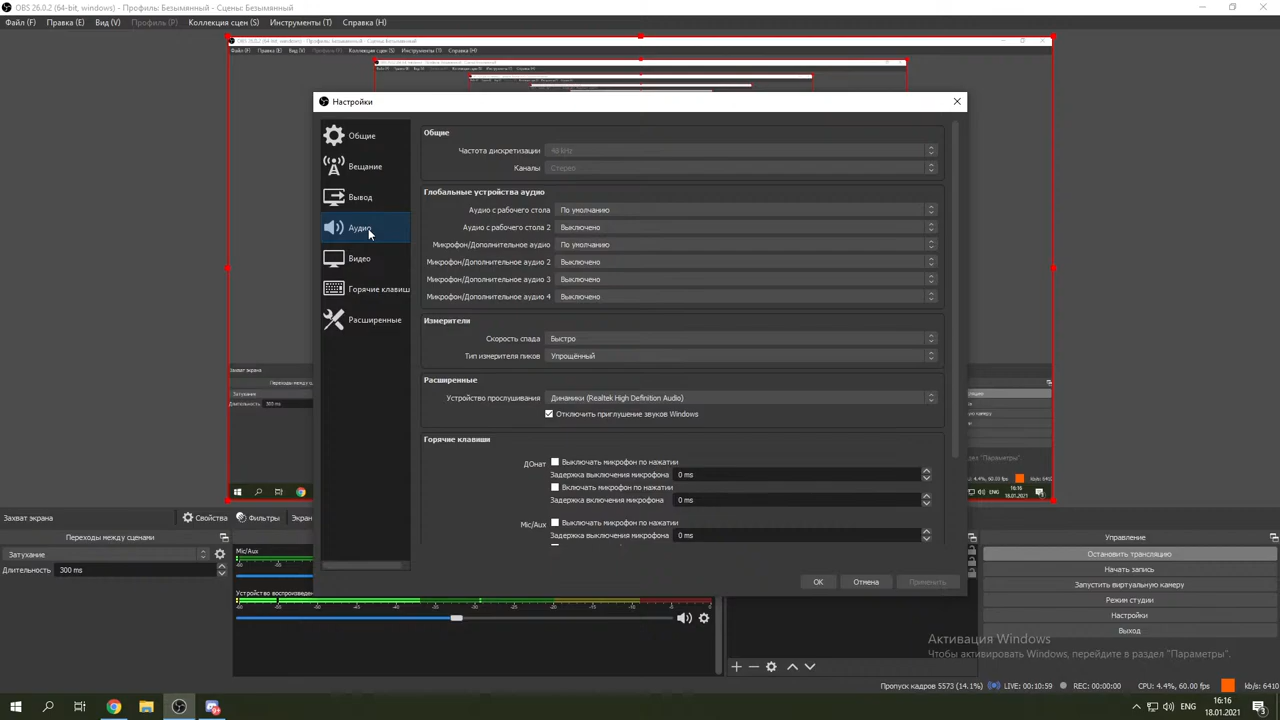 OBS 26.0.2 (64-bit, windows) - Профиль: Безымянный - Сцены: Безымянный
Файл (F) Правка (E) Вид (V) Профиль (P) Коллекция сцен (S) Инструменты (T) Справка (H)
Настройки
Общие
Вещание
Вывод
Аудио
Видео
Горячие клавиш
Расширенные
Общие
Частота дискретизации 48 kHz
Каналы Стерео
Глобальные устройства аудио
Аудио с рабочего стола По умолчанию
Аудио с рабочего стола 2 Выключено
Микрофон/Дополнительное аудио По умолчанию
Микрофон/Дополнительное аудио 2 Выключено
Микрофон/Дополнительное аудио 3 Выключено
Микрофон/Дополнительное аудио 4 Выключено
Измерители
Скорость спада Быстро
Тип измерителя пиков Упрощённый
Расширенные
Устройство прослушивания Динамики (Realtek High Definition Audio)
Отключить приглушение звуков Windows
Горячие клавиши
ДОнат Выключать микрофон по нажатии
Задержка выключения микрофона 0 ms
Включать микрофон по нажатии
Задержка включения микрофона 0 ms
Mic/Aux Выключать микрофон по нажатии
Задержка выключения микрофона 0 ms
OK Отмена Применить
Захват экрана Свойства Фильтры Экран
Переходы между сценами
Затухание
Длительность 300 ms
Mic/Aux
Устройство воспроизведен
Управление
Остановить трансляцию
Начать запись
Запустить виртуальную камеру
Режим студии
Настройки
Выход
Активация Windows
Чтобы активировать Windows, перейдите в раздел "Параметры".
Пропуск кадров 5573 (14.1%) LIVE: 00:10:59 REC: 00:00:00 CPU: 4.4%, 60.00 fps kb/s: 6410
ENG 16:16
18.01.2021